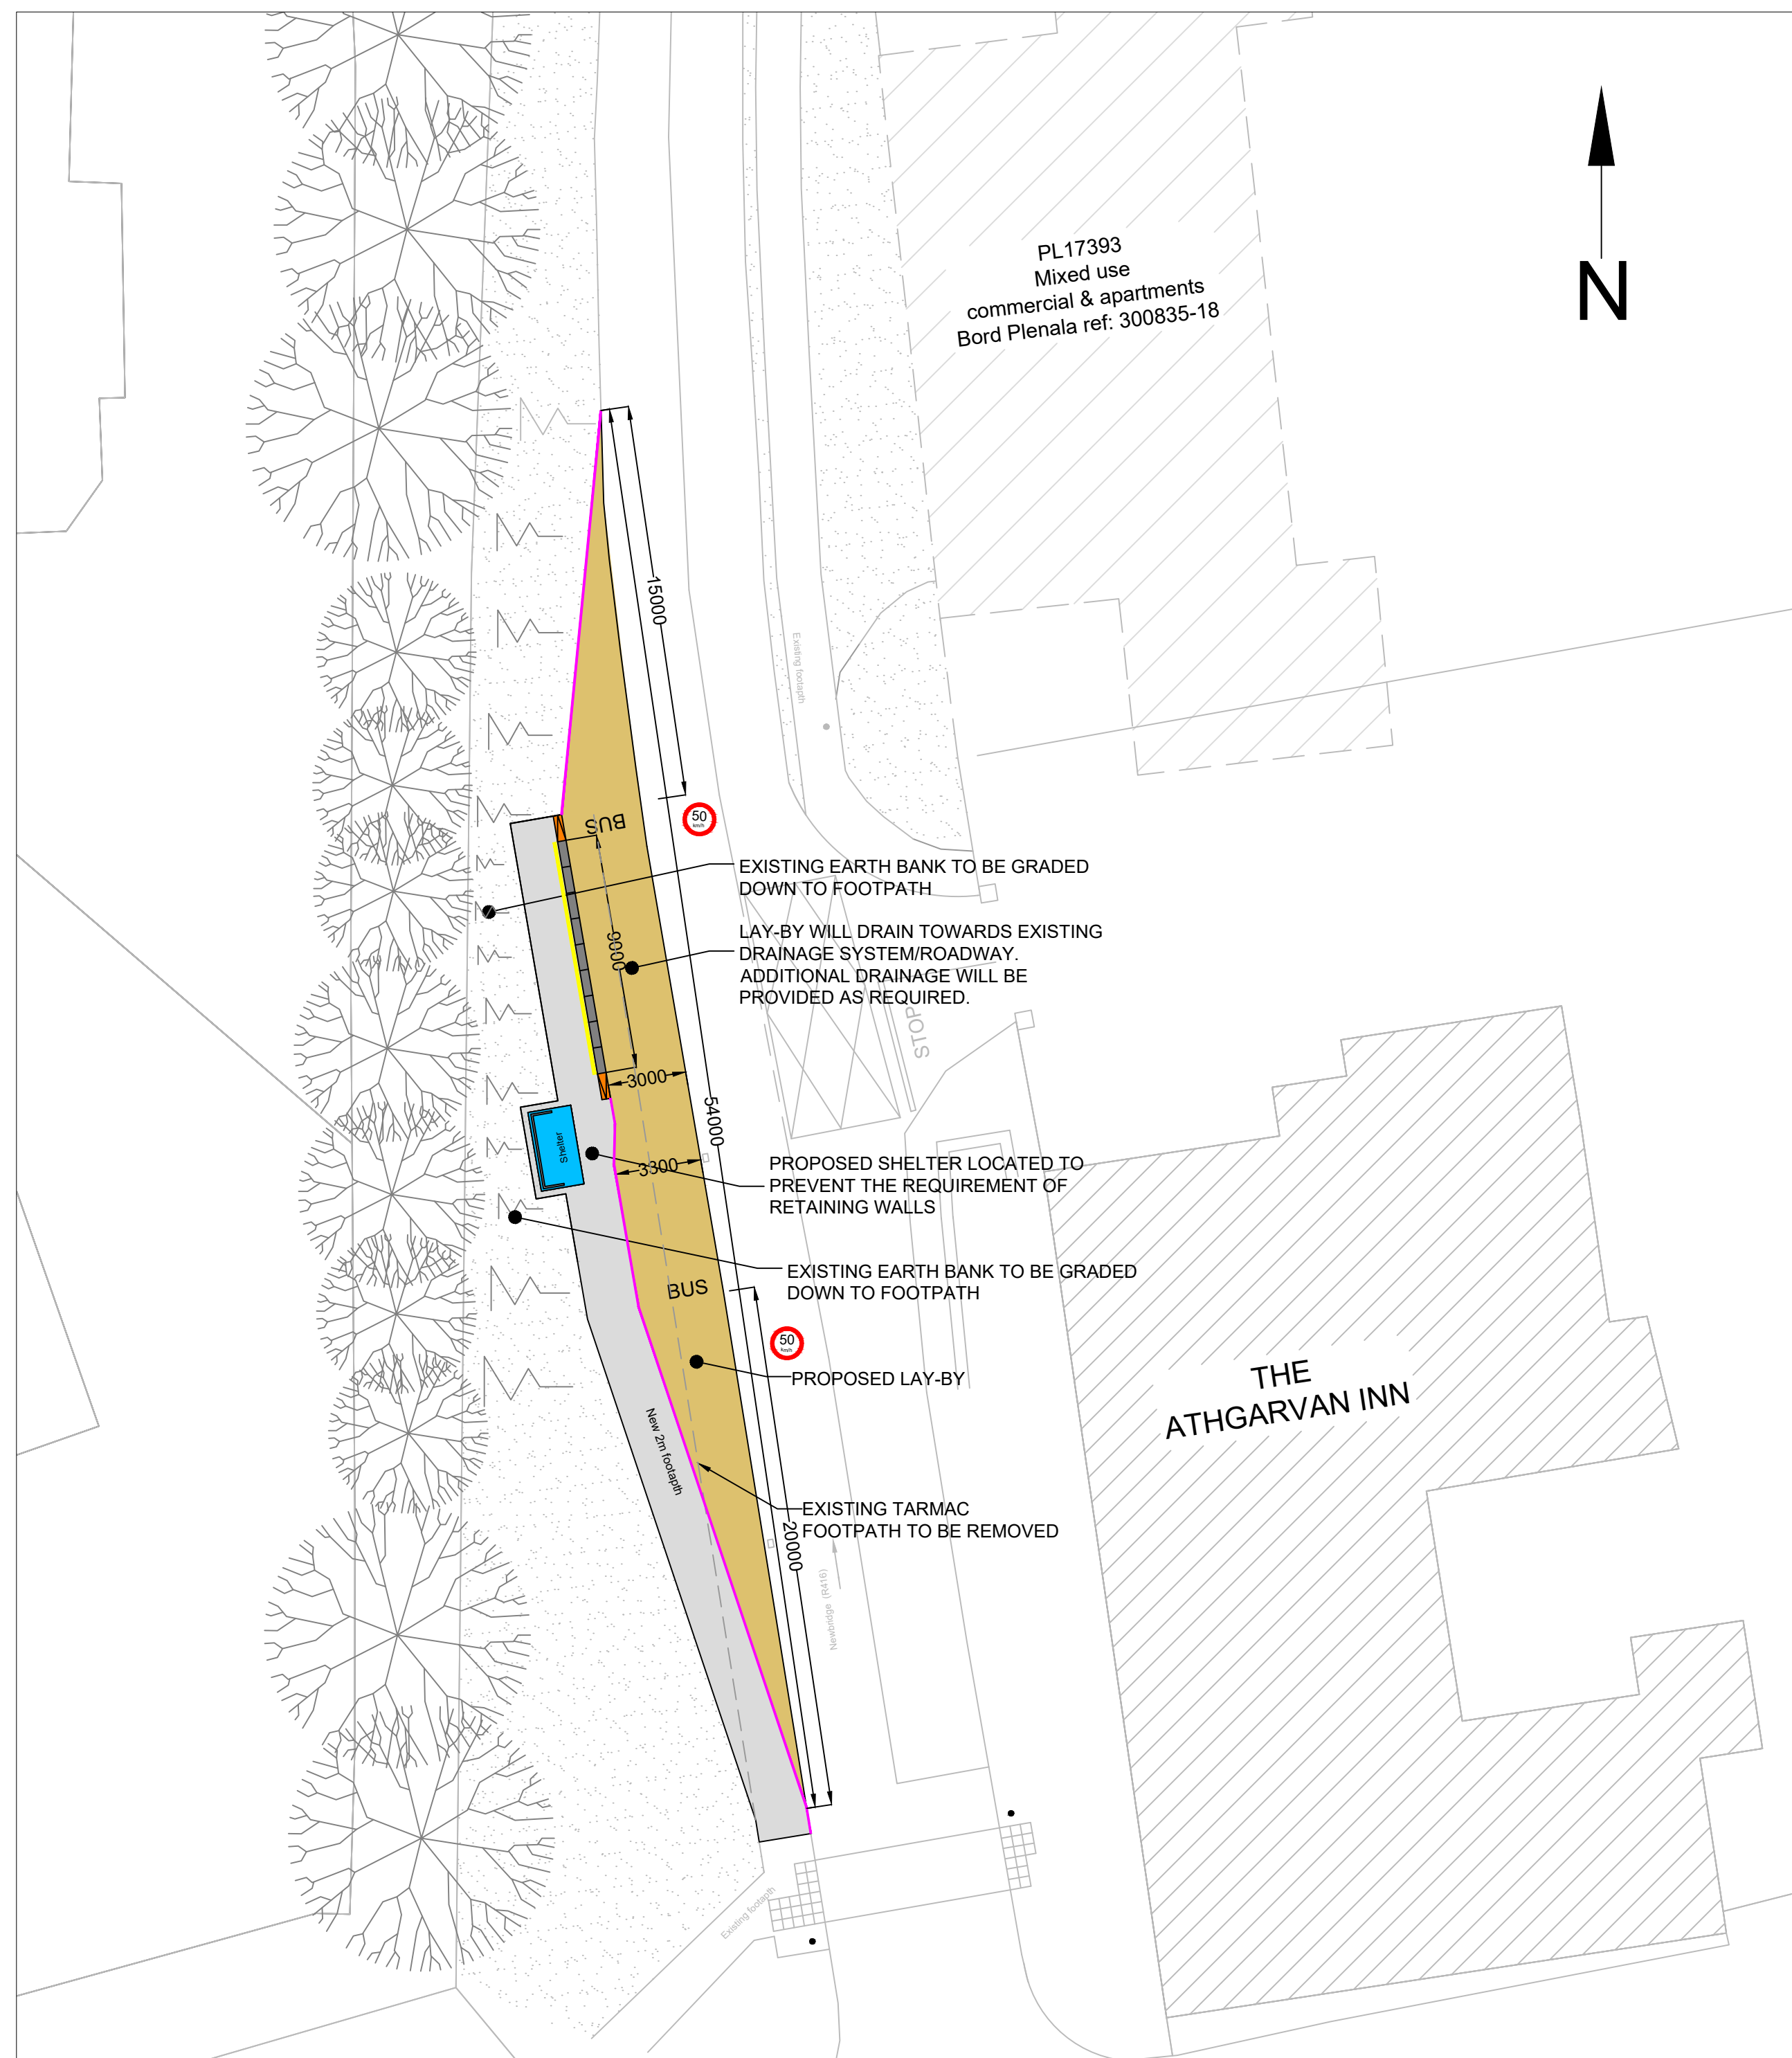 N
PL17393
Mixed use
commercial & apartments
Bord Plenala ref: 300835-18
15000
Existing footapth
50
km/h
BUS
EXISTING EARTH BANK TO BE GRADED
DOWN TO FOOTPATH
LAY-BY WILL DRAIN TOWARDS EXISTING
DRAINAGE SYSTEM/ROADWAY.
ADDITIONAL DRAINAGE WILL BE
PROVIDED AS REQUIRED.
9000
STOP
3000
54000
Shelter
3300
PROPOSED SHELTER LOCATED TO
PREVENT THE REQUIREMENT OF
RETAINING WALLS
EXISTING EARTH BANK TO BE GRADED
DOWN TO FOOTPATH
BUS
50
km/h
PROPOSED LAY-BY
THE
ATHGARVAN INN
New 2m footapth
EXISTING TARMAC
FOOTPATH TO BE REMOVED
20000
Newbridge (R416)
Existing footapth